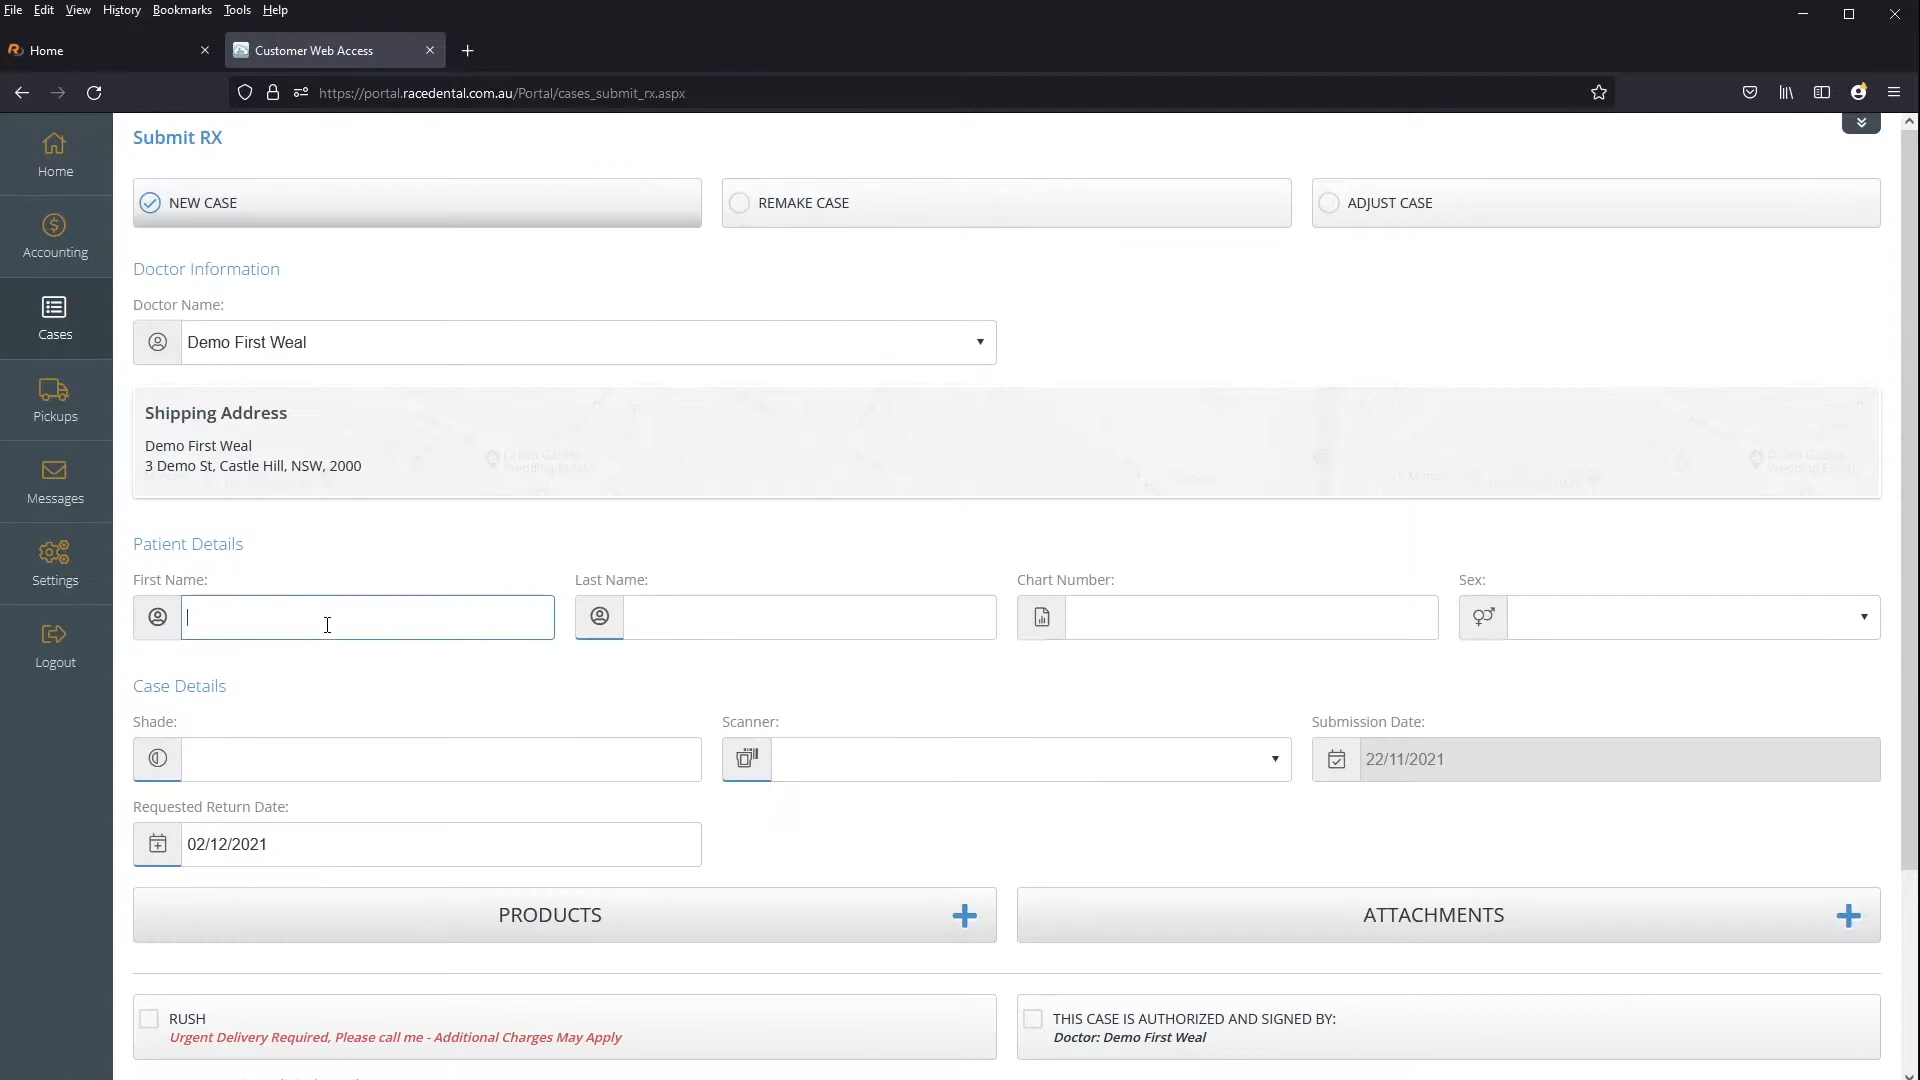 File Edit View History Bookmarks Tools Help
Home
Customer Web Access
https://portal.racedental.com.au/Portal/cases_submit_rx.aspx
Home
Accounting
Cases
Pickups
Messages
Settings
Logout
Submit RX
NEW CASE
REMAKE CASE
ADJUST CASE
Doctor Information
Doctor Name:
Demo First Weal
Shipping Address
Demo First Weal
3 Demo St, Castle Hill, NSW, 2000
Patient Details
First Name:
Last Name:
Chart Number:
Sex:
Case Details
Shade:
Scanner:
Submission Date:
22/11/2021
Requested Return Date:
02/12/2021
PRODUCTS
ATTACHMENTS
RUSH
Urgent Delivery Required, Please call me - Additional Charges May Apply
THIS CASE IS AUTHORIZED AND SIGNED BY:
Doctor: Demo First Weal